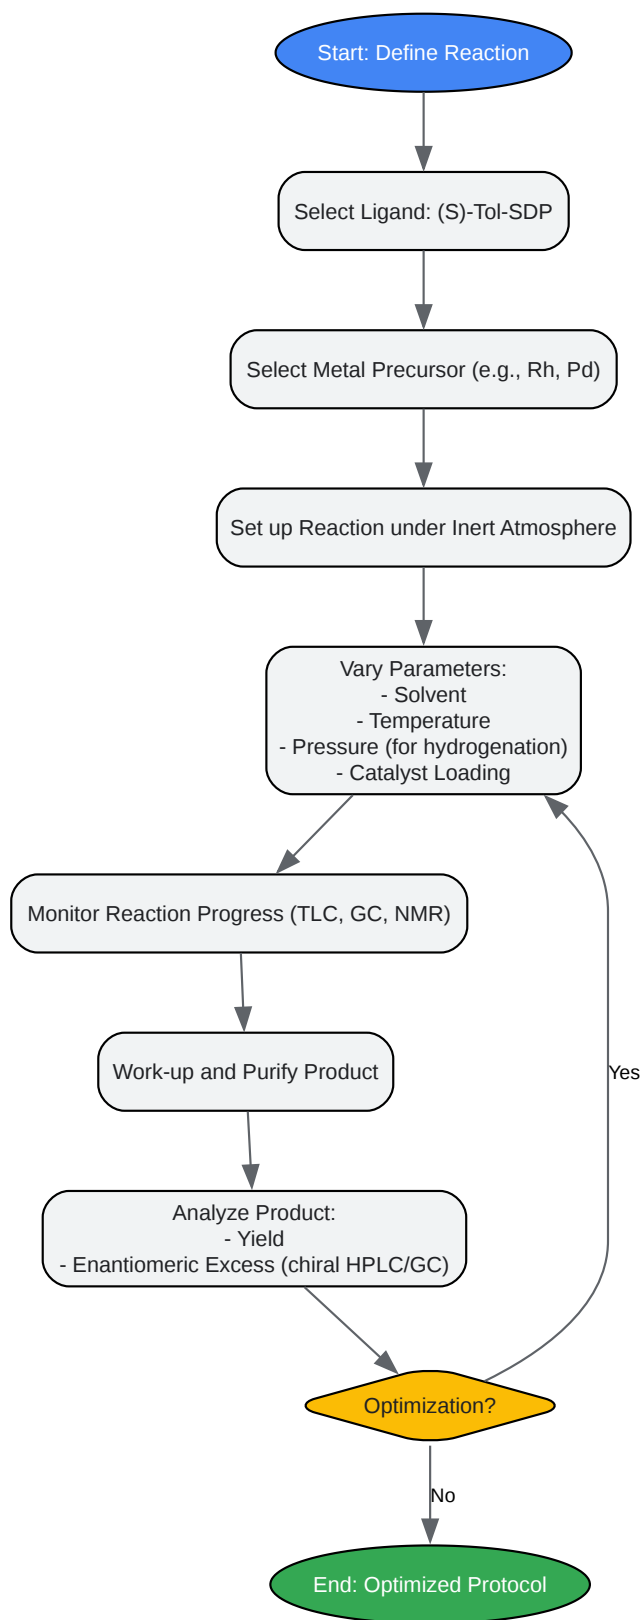 Start: Define Reaction
Select Ligand: (S)-Tol-SDP
Select Metal Precursor (e.g., Rh, Pd)
Set up Reaction under Inert Atmosphere
Vary Parameters:
- Solvent
- Temperature
- Pressure (for hydrogenation)
- Catalyst Loading
Monitor Reaction Progress (TLC, GC, NMR)
Work-up and Purify Product
Yes
Analyze Product:
- Yield
- Enantiomeric Excess (chiral HPLC/GC)
Optimization?
No
End: Optimized Protocol